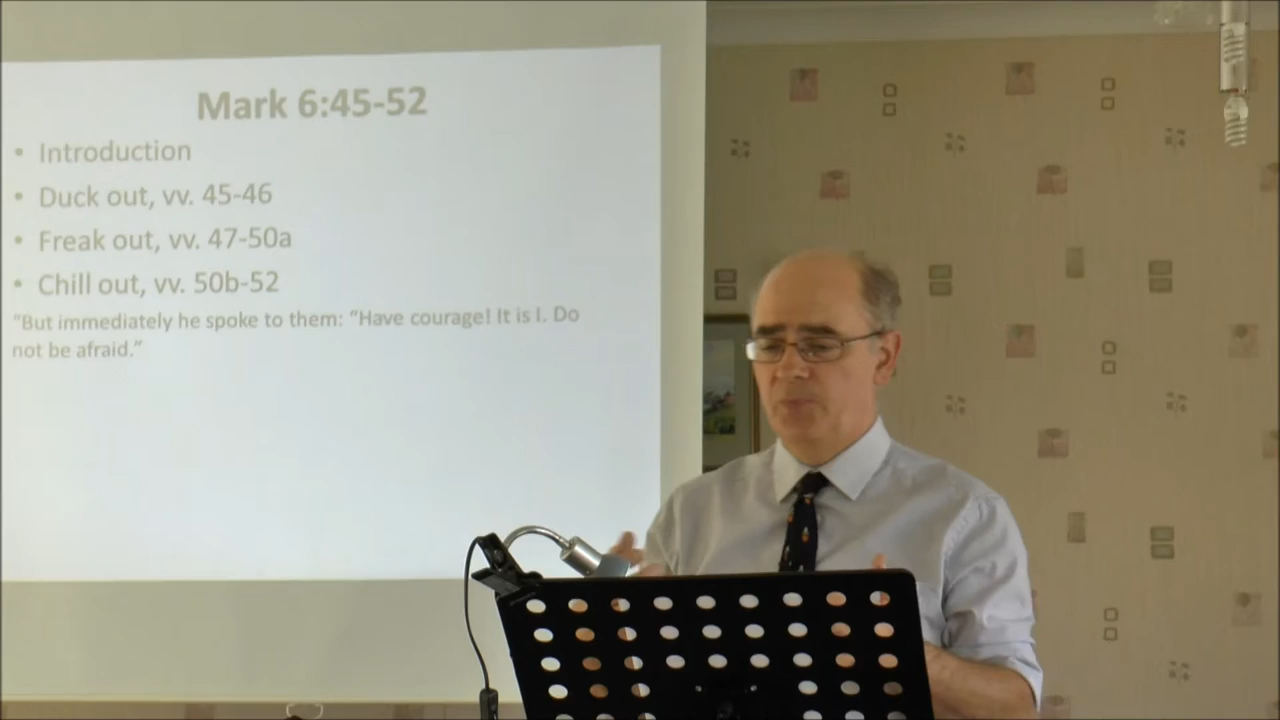 Mark 6:45-52
• Introduction
• Duck out, vv. 45-46
• Freak out, vv. 47-50a
• Chill out, vv. 50b-52
“But immediately he spoke to them: “Have courage! It is I. Do
not be afraid.”